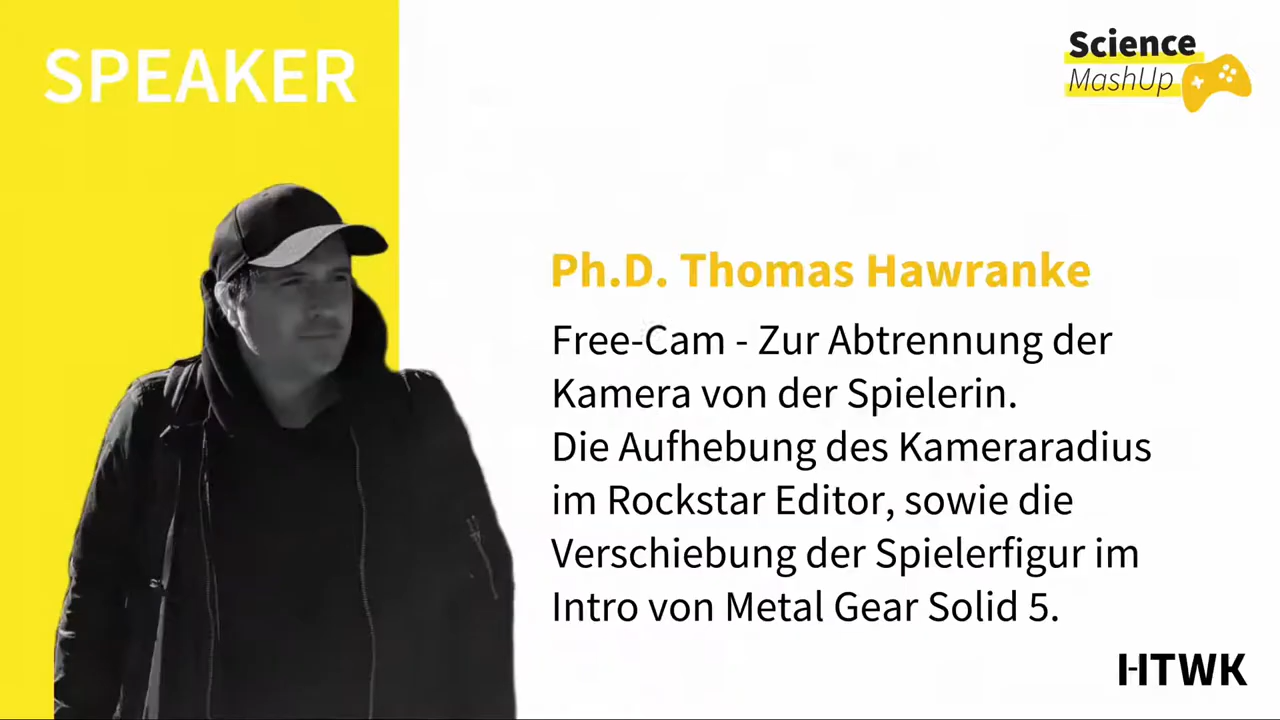 SPEAKER
Science
MashUp
Ph.D. Thomas Hawranke
Free-Cam - Zur Abtrennung der
Kamera von der Spielerin.
Die Aufhebung des Kameraradius
im Rockstar Editor, sowie die
Verschiebung der Spielerfigur im
Intro von Metal Gear Solid 5.
HTWK